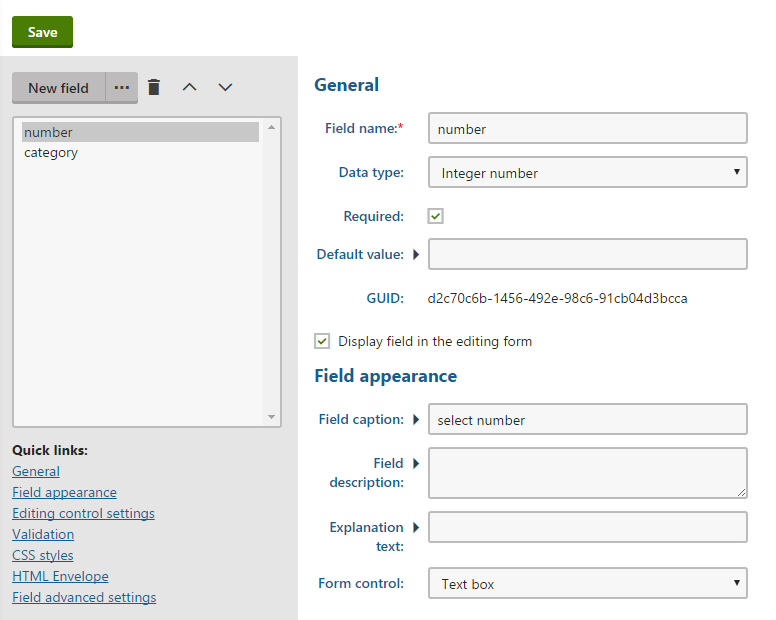 Save
New field ...
number
category
Quick links:
General
Field appearance
Editing control settings
Validation
CSS styles
HTML Envelope
Field advanced settings
General
Field name:* number
Data type: Integer number
Required:
Default value:
GUID: d2c70c6b-1456-492e-98c6-91cb04d3bcca
Display field in the editing form
Field appearance
Field caption: select number
Field
description:
Explanation
text:
Form control: Text box